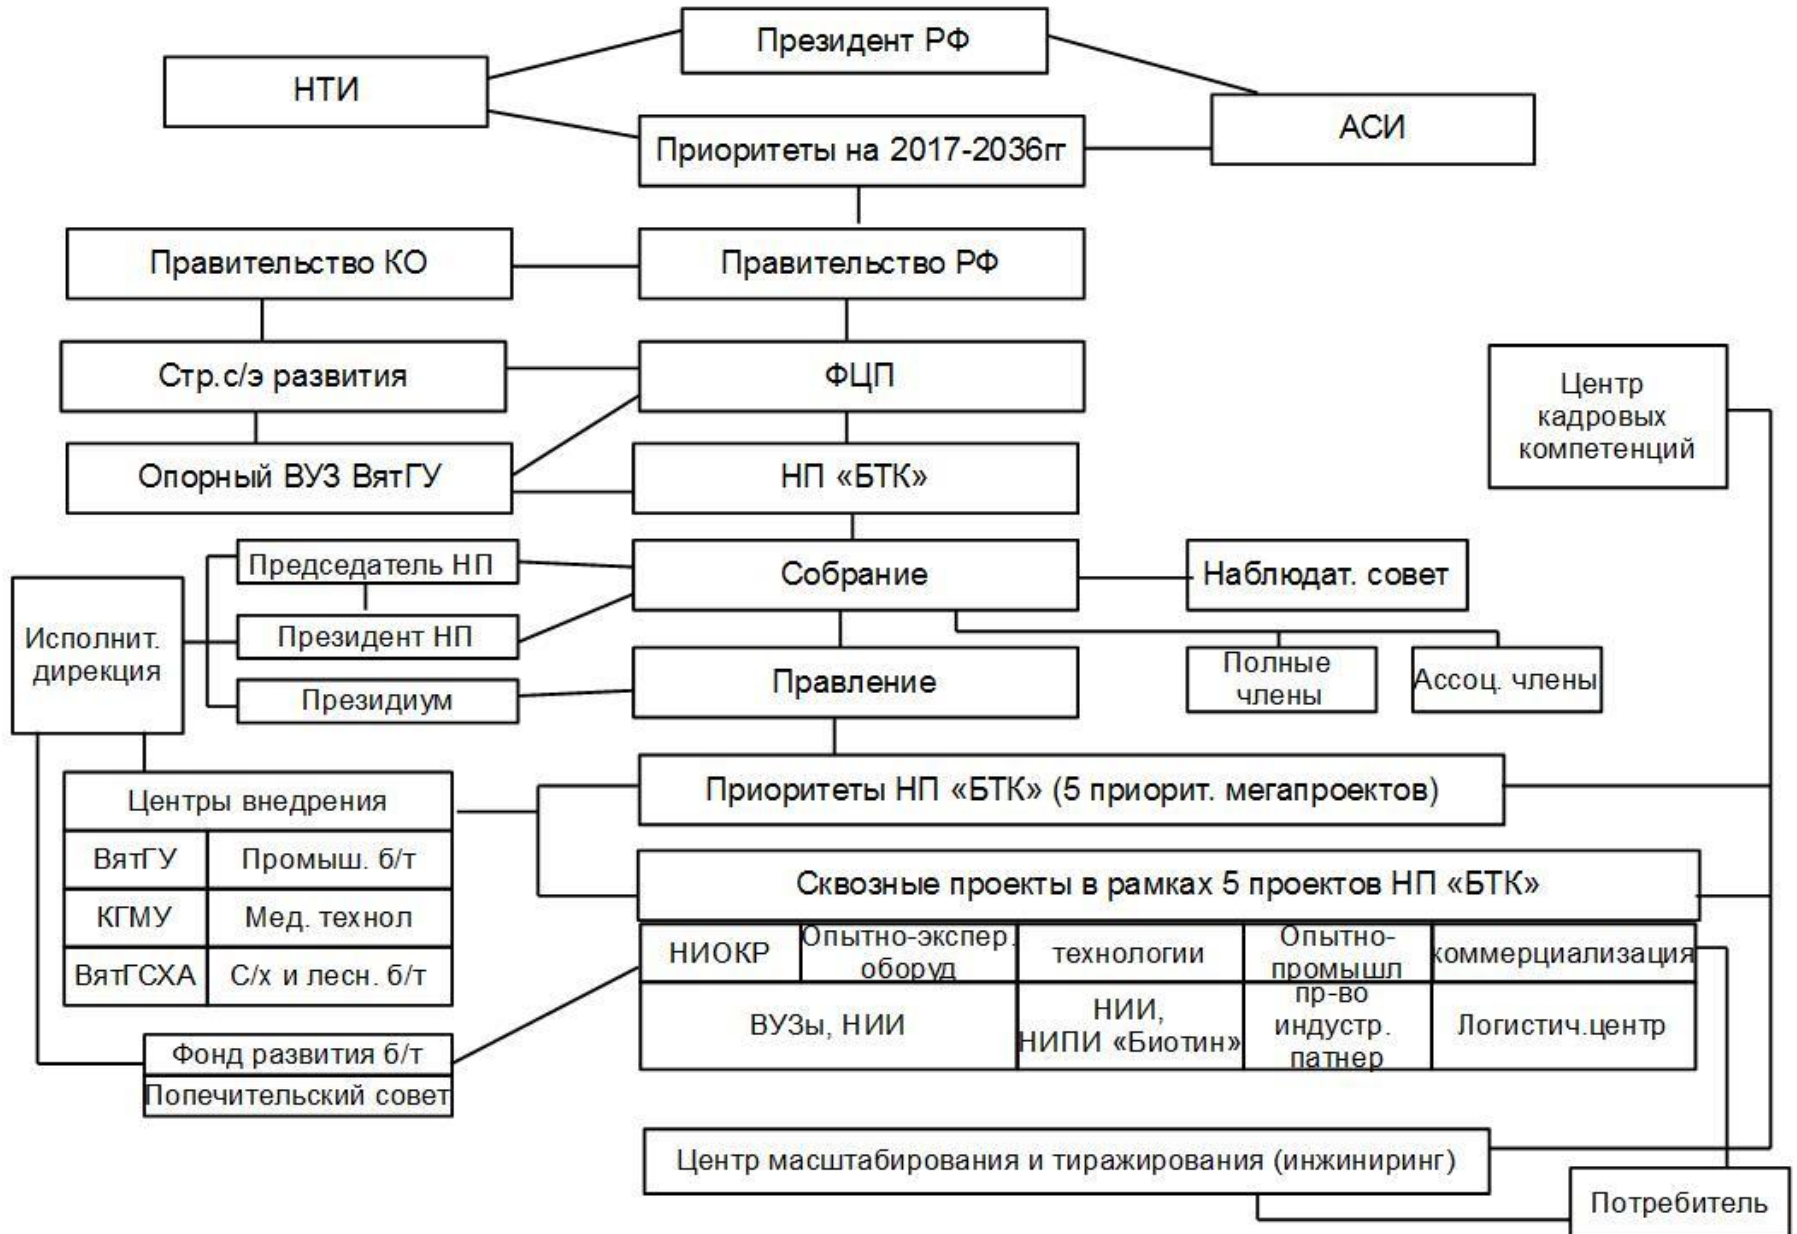 Президент РФ
НТИ
АСИ
Приоритеты на 2017-2036гг
Правительство КО
Правительство РФ
Стр.с/э развития
ФЦП
Центр
кадровых
компетенций
Опорный ВУЗ ВятГУ
НП «БТК»
Председатель НП
Собрание
Наблюдат. совет
Исполнит.
дирекция
Президент НП
Полные
члены
Ассоц. члены
Президиум
Правление
Центры внедрения
Приоритеты НП «БТК» (5 приорит. мегапроектов)
ВятГУ
Промыш. б/т
КГМУ
Мед. технол
ВятГСХА
С/х и лесн. б/т
Сквозные проекты в рамках 5 проектов НП «БТК»
НИОКР
Опытно-экспер.
оборуд
технологии
Опытно-
промышл
коммерциализация
ВУЗы, НИИ
НИИ,
НИПИ «Биотин»
пр-во
индустр.
патнер
Логистич.центр
Фонд развития б/т
Попечительский совет
Центр масштабирования и тиражирования (инжиниринг)
Потребитель